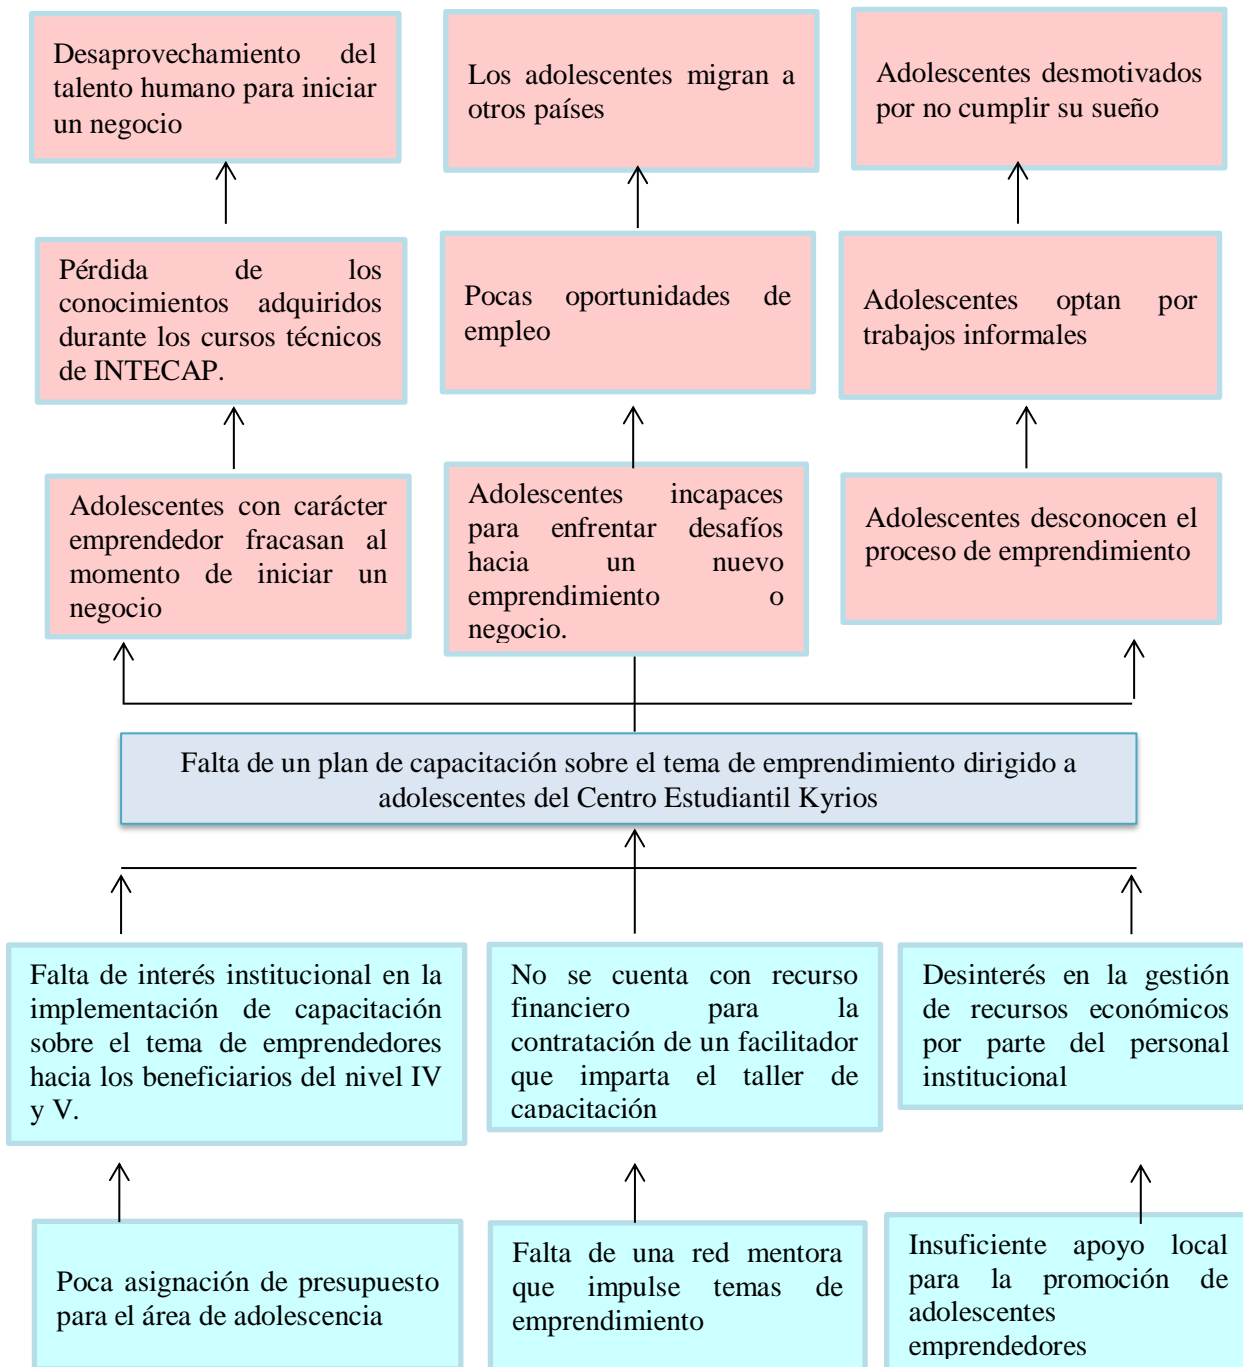 Desaprovechamiento del
talento humano para iniciar
un negocio
Los adolescentes migran a
otros países
Adolescentes desmotivados
por no cumplir su sueño
Pérdida de los
conocimientos adquiridos
durante los cursos técnicos
de INTECAP.
Pocas oportunidades de
empleo
Adolescentes optan por
trabajos informales
Adolescentes con carácter
emprendedor fracasan al
momento de iniciar un
negocio
Adolescentes incapaces
para enfrentar desafíos
hacia un nuevo
emprendimiento o
negocio.
Adolescentes desconocen el
proceso de emprendimiento
Falta de un plan de capacitación sobre el tema de emprendimiento dirigido a
adolescentes del Centro Estudiantil Kyrios
Falta de interés institucional en la
implementación de capacitación
sobre el tema de emprendedores
hacia los beneficiarios del nivel IV
y V.
No se cuenta con recurso
financiero para la
contratación de un facilitador
que imparta el taller de
capacitación
Desinterés en la gestión
de recursos económicos
por parte del personal
institucional
Poca asignación de presupuesto
para el área de adolescencia
Falta de una red mentora
que impulse temas de
emprendimiento
Insuficiente apoyo local
para la promoción de
adolescentes
emprendedores